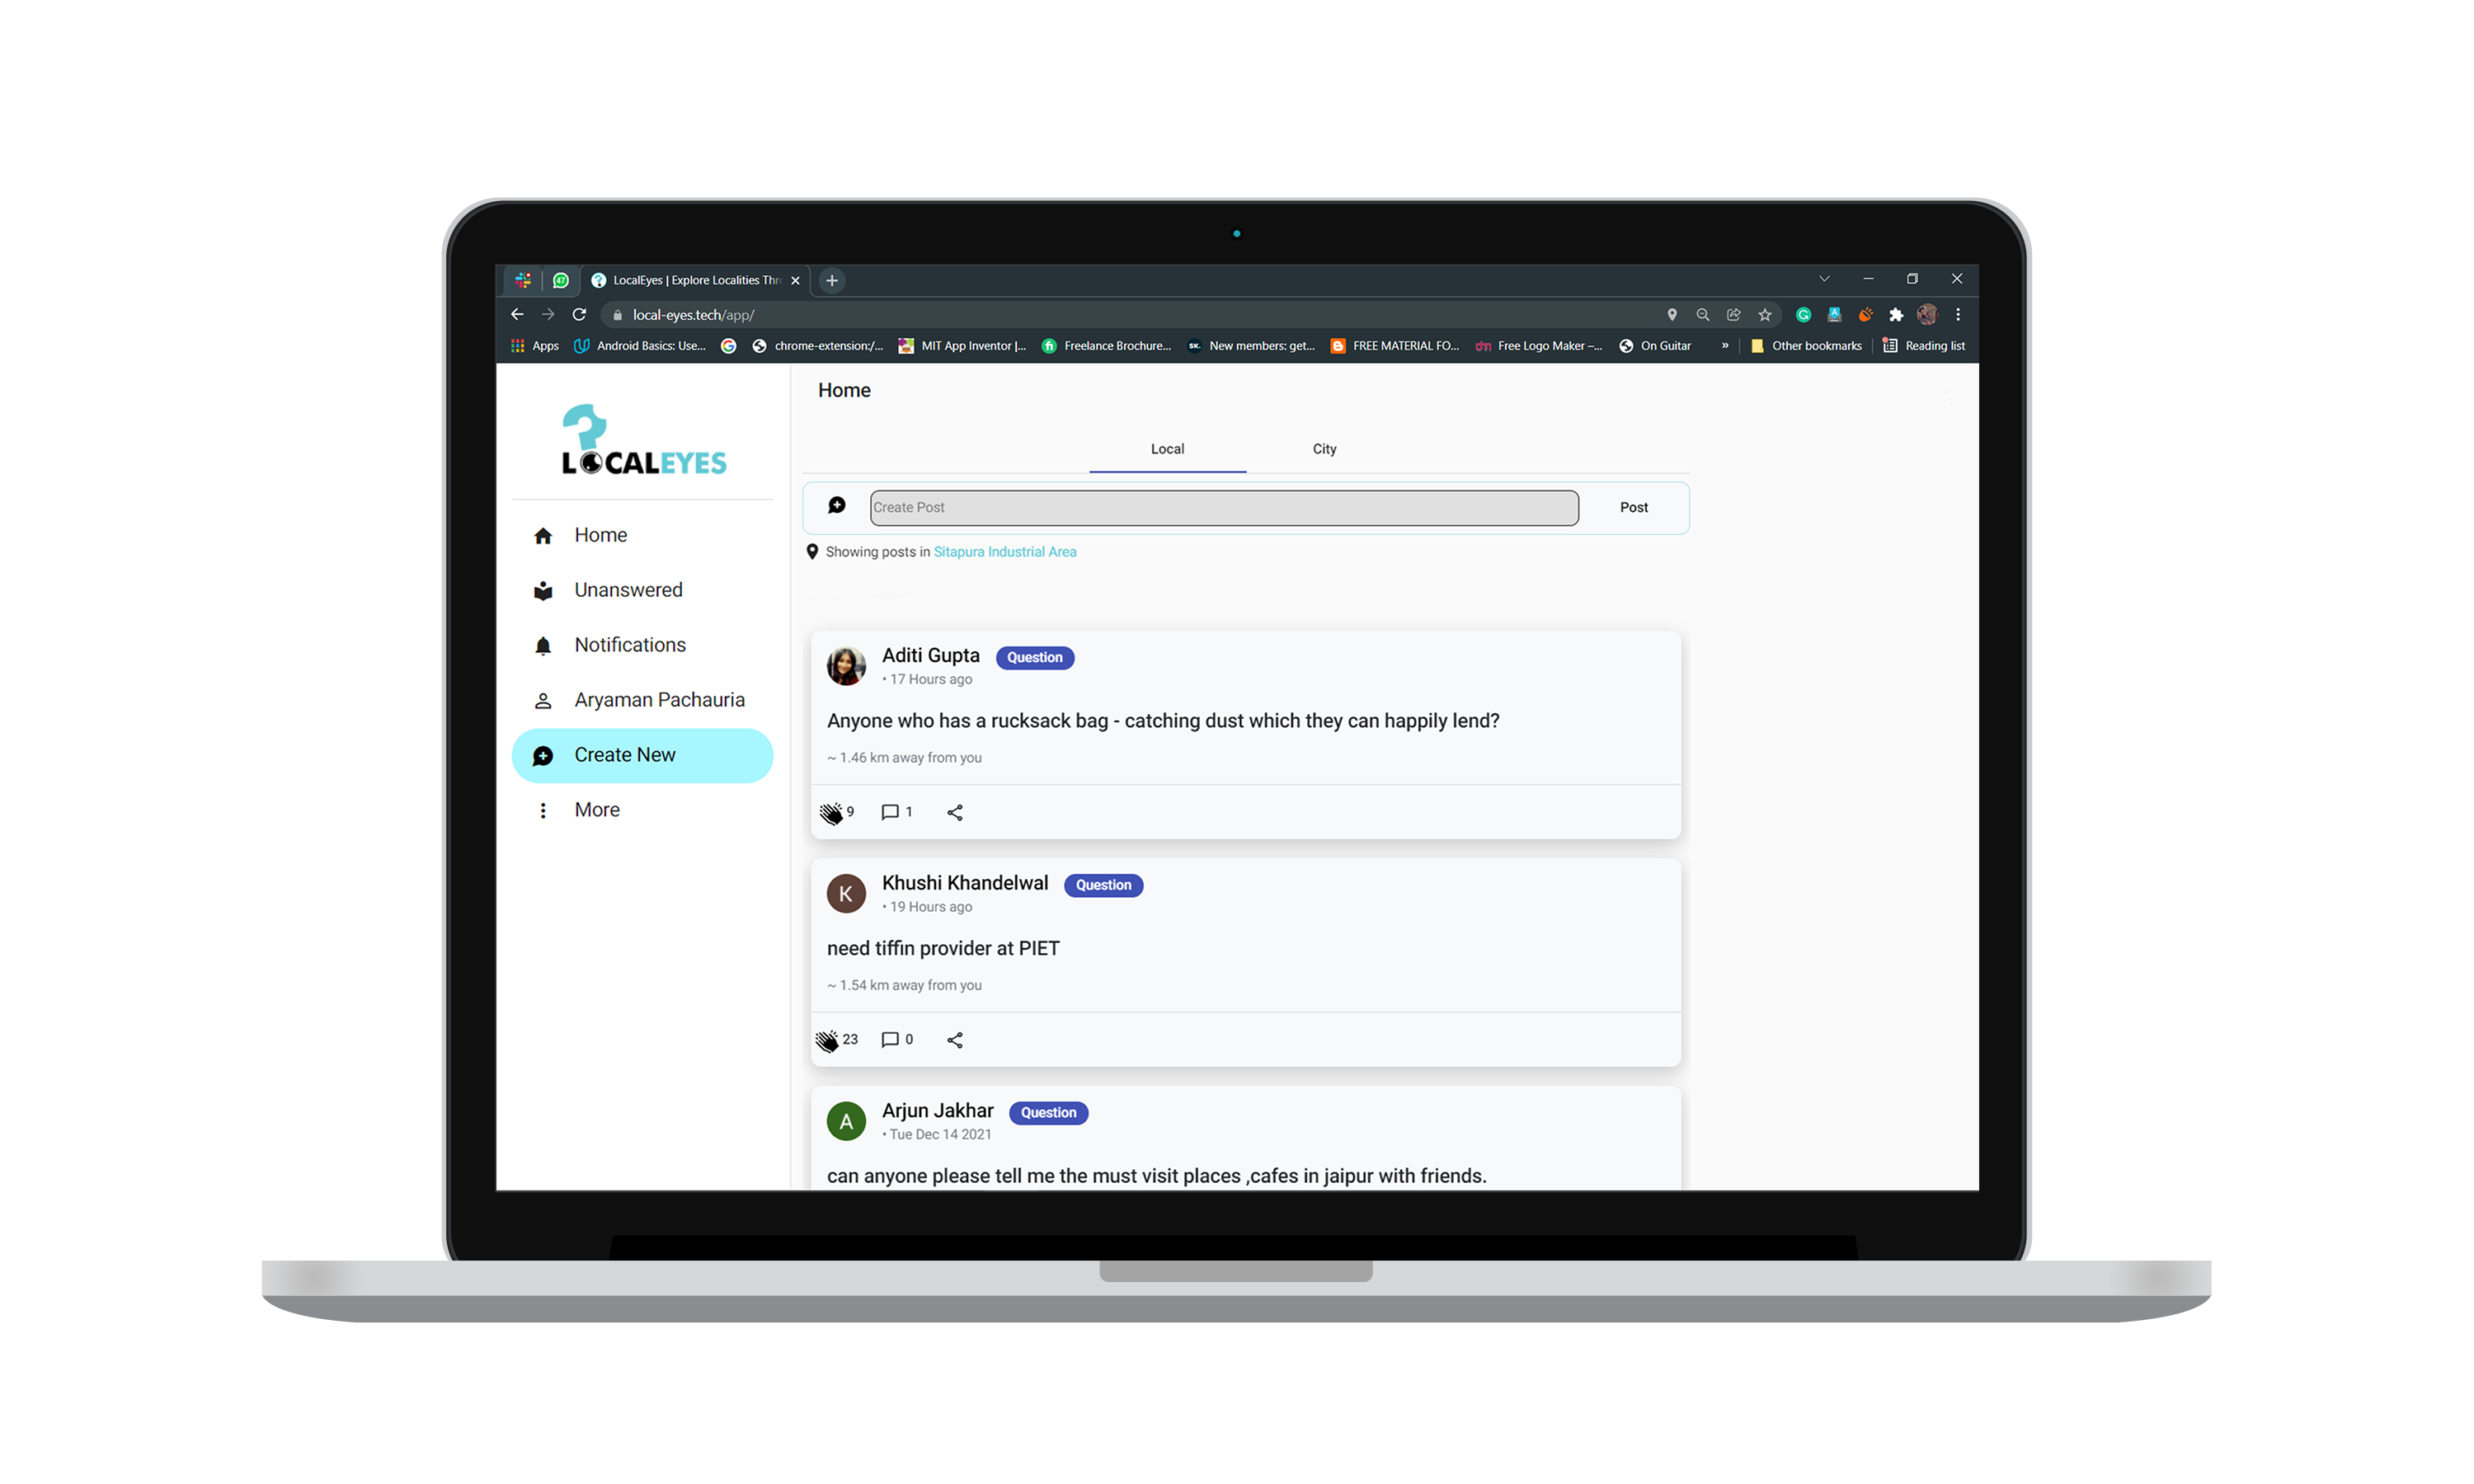 47
LocalEyes | Explore Localities Thro
local-eyes.tech/app/
Apps Android Basics: Use... chrome-extension:/... MIT App Inventor |... Freelance Brochure... New members: get... FREE MATERIAL FO... Free Logo Maker –... On Guitar » Other bookmarks Reading list
LOCALEYES
Home
Unanswered
Notifications
Aryaman Pachauria
Create New
More
Home
Local City
Create Post Post
Showing posts in Sitapura Industrial Area
Aditi Gupta Question
• 17 Hours ago
Anyone who has a rucksack bag - catching dust which they can happily lend?
~ 1.46 km away from you
9 1
K Khushi Khandelwal Question
• 19 Hours ago
need tiffin provider at PIET
~ 1.54 km away from you
23 0
A Arjun Jakhar Question
• Tue Dec 14 2021
can anyone please tell me the must visit places ,cafes in jaipur with friends.